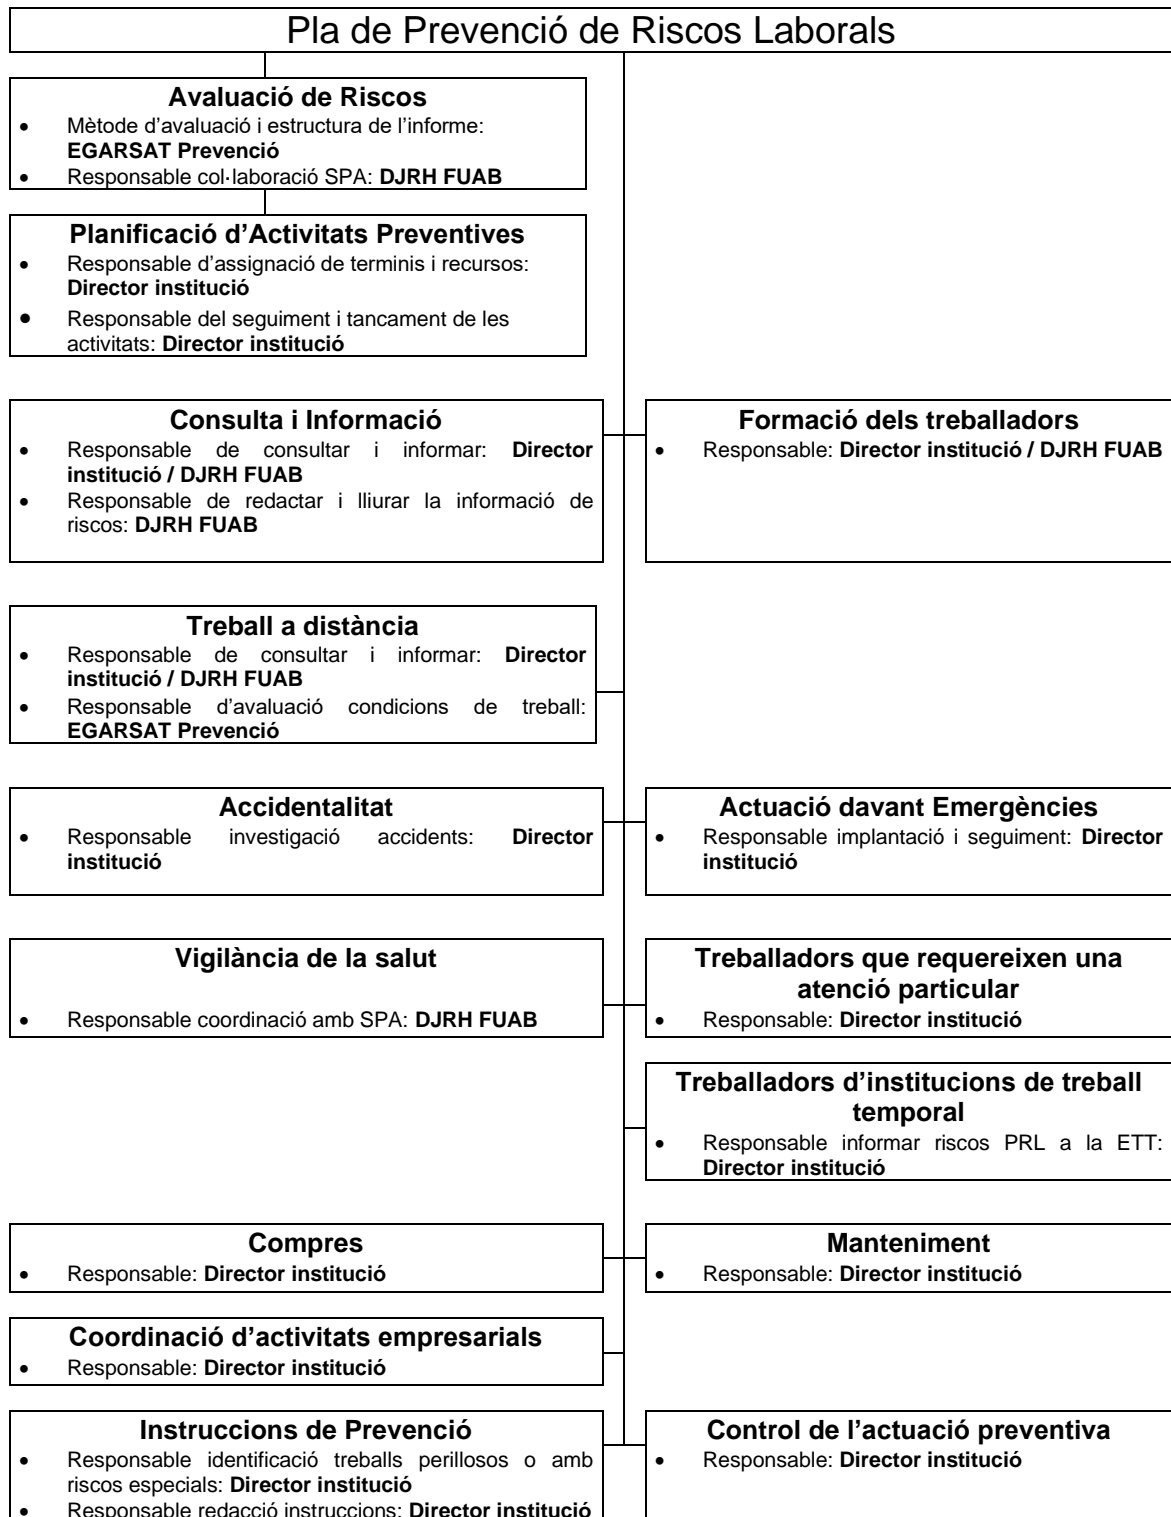 Pla de Prevenció de Riscos Laborals
Avaluació de Riscos
• Mètode d’avaluació i estructura de l’informe:
EGARSAT Prevenció
• Responsable col·laboració SPA: DJRH FUAB
Planificació d’Activitats Preventives
• Responsable d’assignació de terminis i recursos:
Director institució
• Responsable del seguiment i tancament de les
activitats: Director institució
Consulta i Informació
• Responsable de consultar i informar: Director
institució / DJRH FUAB
• Responsable de redactar i lliurar la informació de
riscos: DJRH FUAB
Formació dels treballadors
• Responsable: Director institució / DJRH FUAB
Treball a distància
• Responsable de consultar i informar: Director
institució / DJRH FUAB
• Responsable d’avaluació condicions de treball:
EGARSAT Prevenció
Accidentalitat
• Responsable investigació accidents: Director
institució
Actuació davant Emergències
• Responsable implantació i seguiment: Director
institució
Vigilància de la salut
• Responsable coordinació amb SPA: DJRH FUAB
Treballadors que requereixen una
atenció particular
• Responsable: Director institució
Treballadors d’institucions de treball
temporal
• Responsable informar riscos PRL a la ETT:
Director institució
Compres
• Responsable: Director institució
Manteniment
• Responsable: Director institució
Coordinació d’activitats empresarials
• Responsable: Director institució
Instruccions de Prevenció
• Responsable identificació treballs perillosos o amb
riscos especials: Director institució
• Responsable redacció instruccions: Director institució
Control de l’actuació preventiva
• Responsable: Director institució